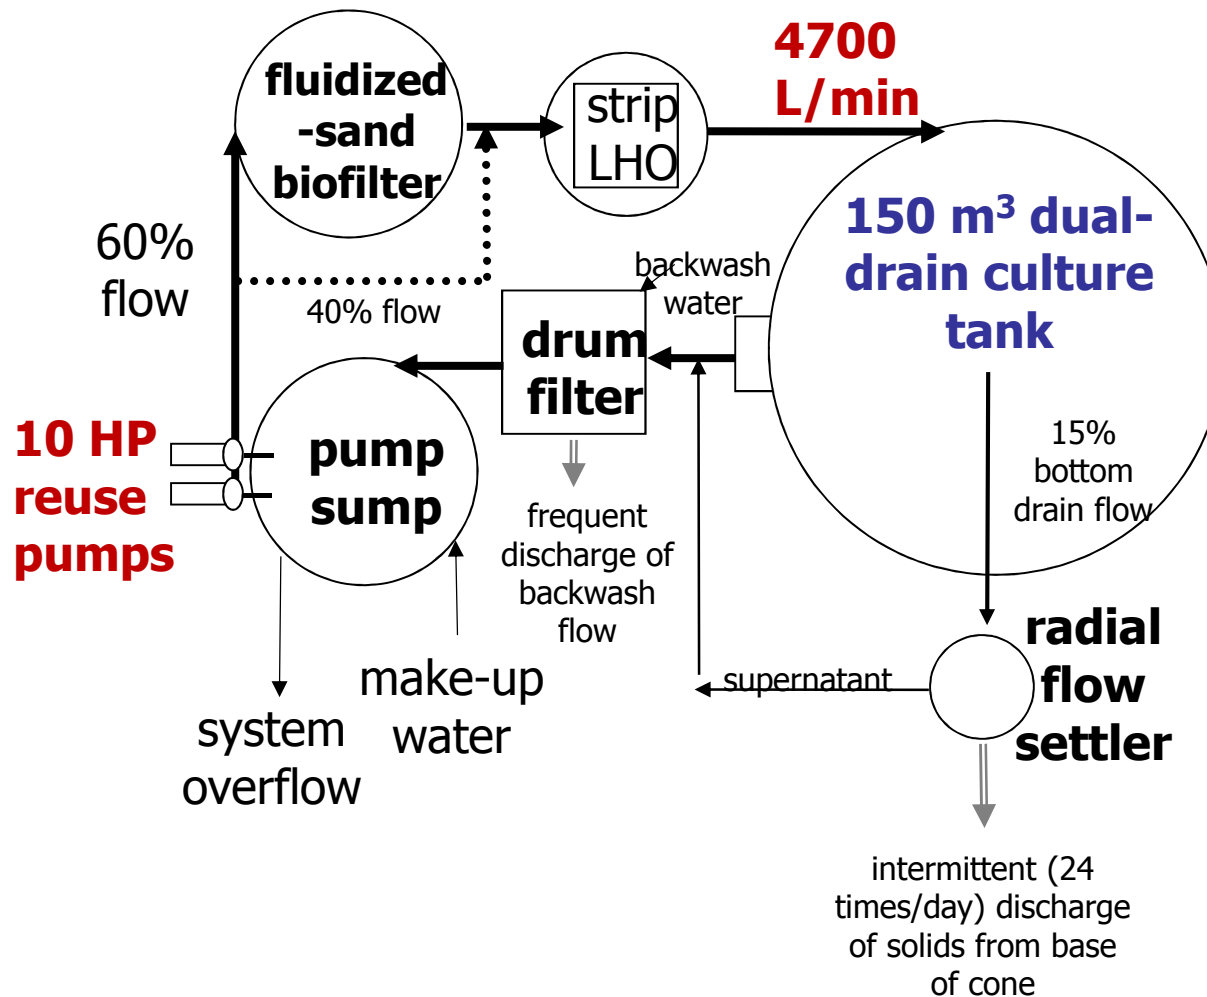 fluidized
-sand
biofilter
strip
LHO
4700
L/min
150 m³ dual-
drain culture
tank
60%
flow
40% flow
backwash
water
drum
filter
10 HP
reuse
pumps
pump
sump
15%
bottom
drain flow
frequent
discharge of
backwash
flow
make-up
water
system
overflow
supernatant
radial
flow
settler
intermittent (24
times/day) discharge
of solids from base
of cone